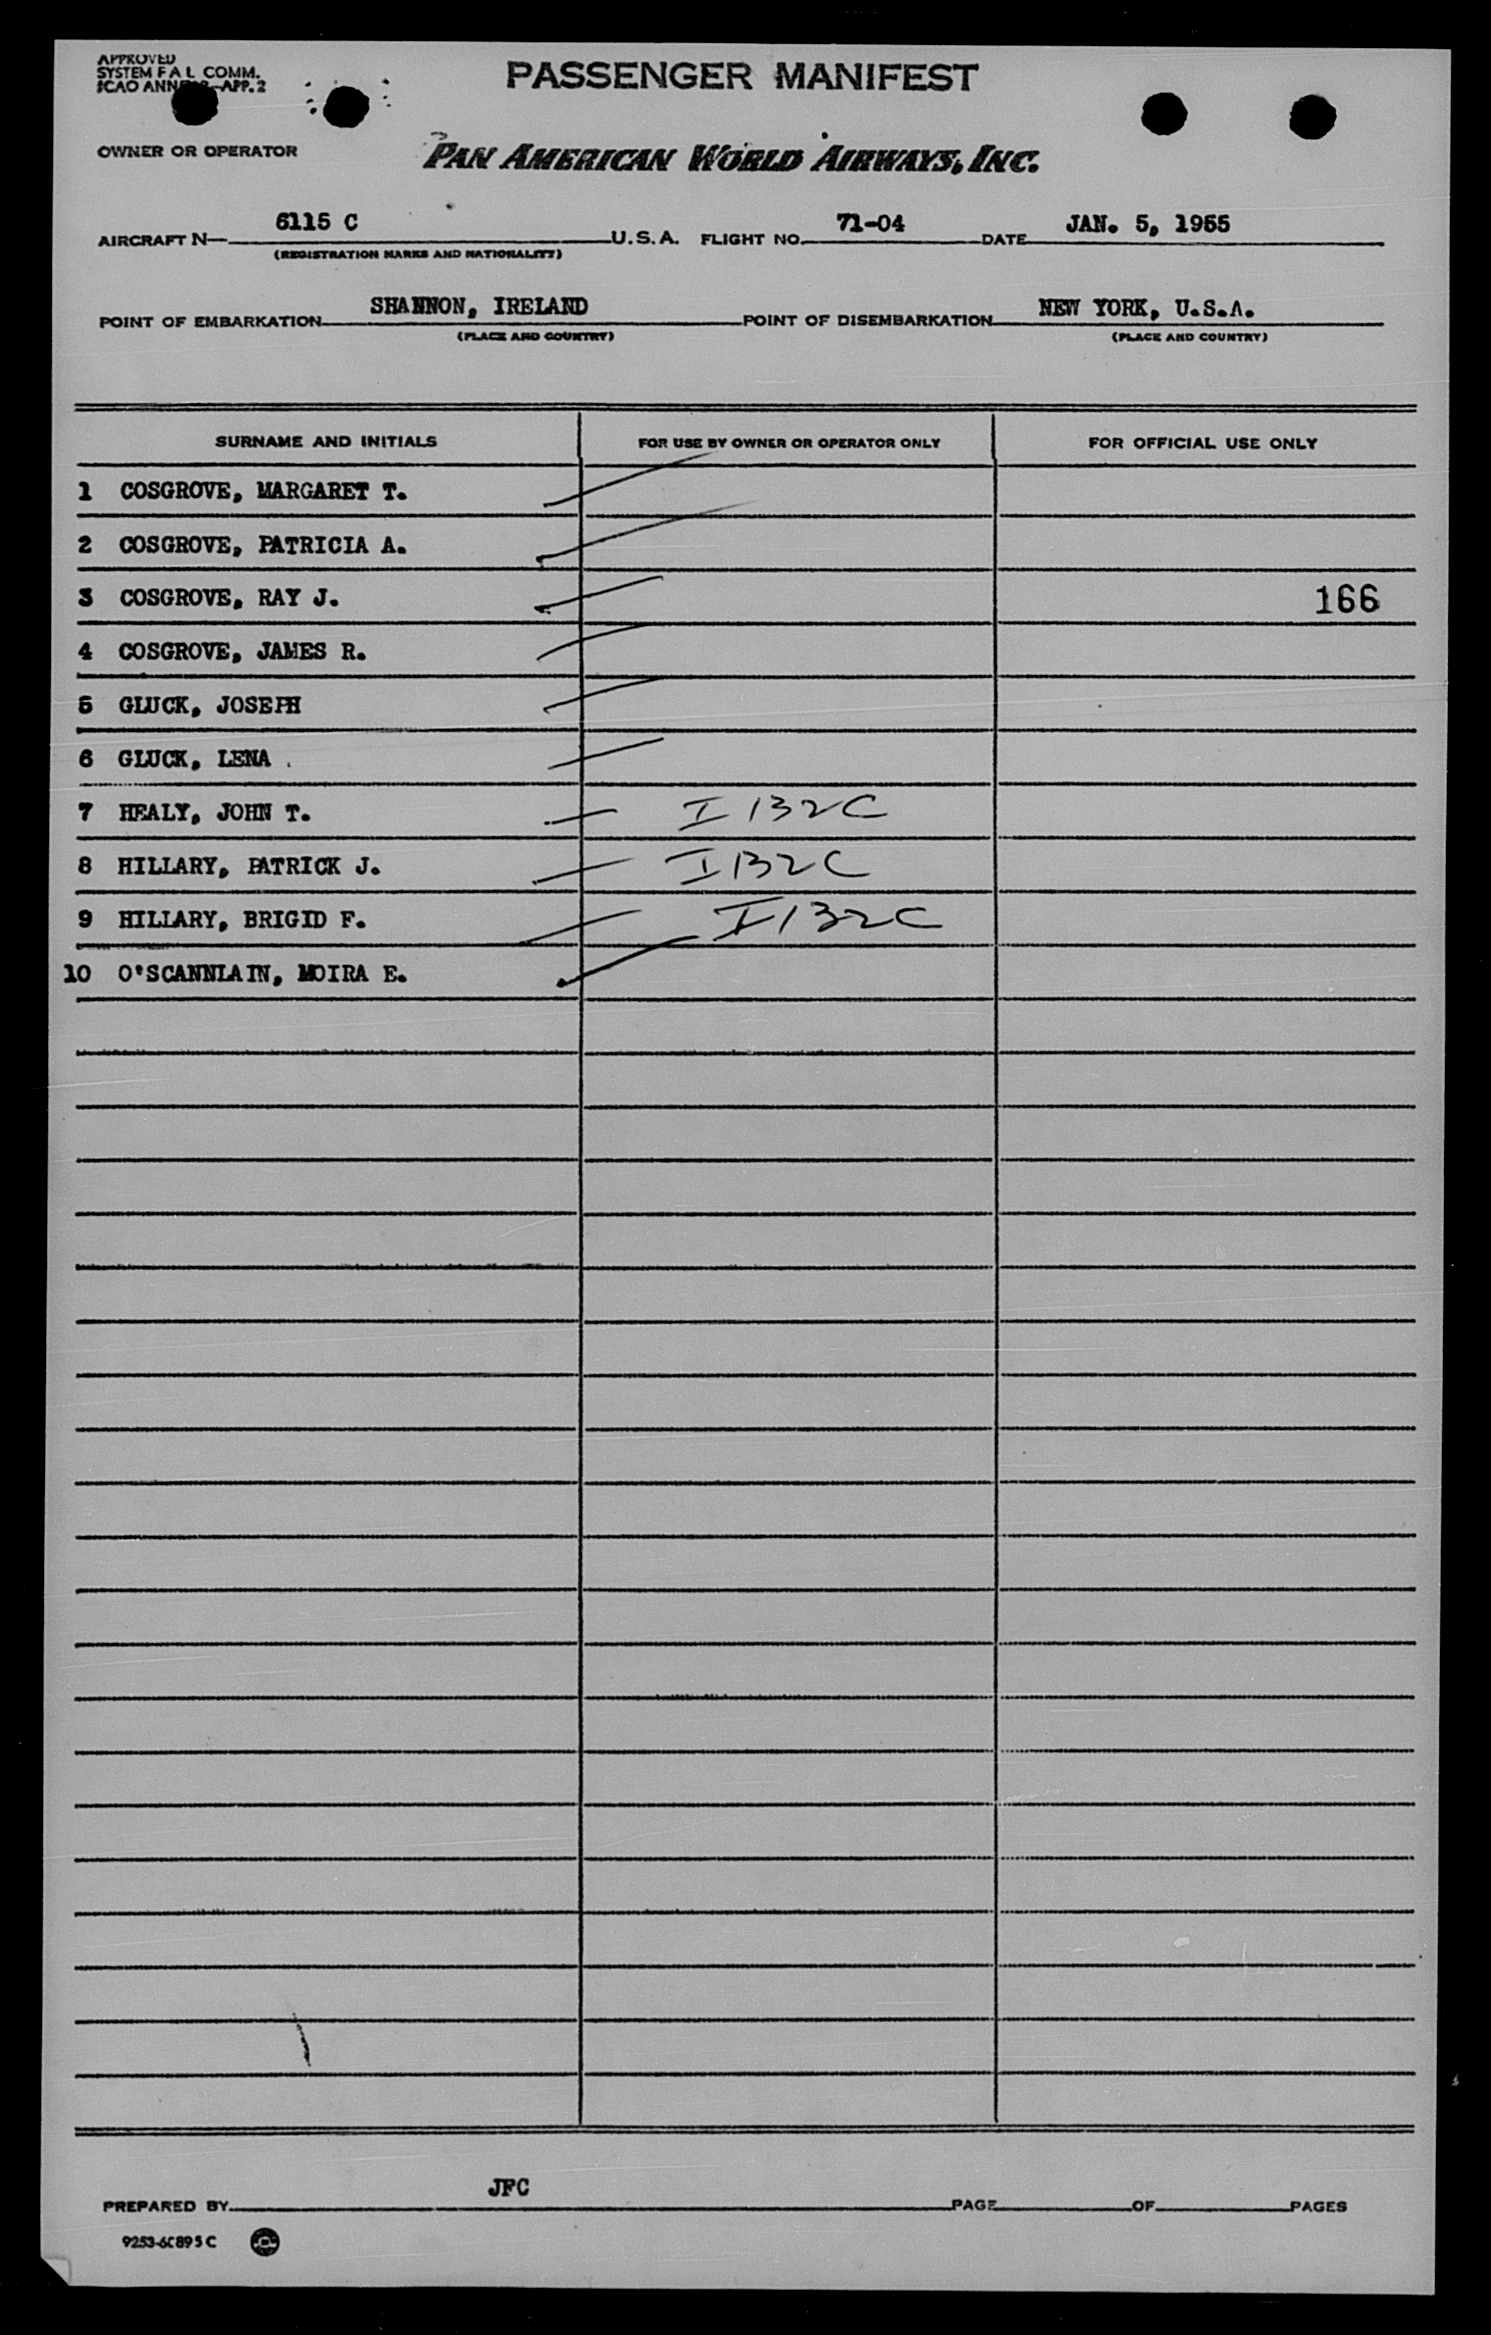 APPROVED
SYSTEM F A L COMM.
ICAO APP. 2
PASSENGER MANIFEST
OWNER OR OPERATOR
PAN AMERICAN WORLD AIRWAYS, INC.
AIRCRAFT N— 6115 C U.S.A. FLIGHT NO. 71-04 DATE JAN. 5, 1955
(REGISTRATION MARKS AND NATIONALITY)
POINT OF EMBARKATION SHANNON, IRELAND POINT OF DISEMBARKATION NEW YORK, U.S.A.
(PLACE AND COUNTRY) (PLACE AND COUNTRY)
SURNAME AND INITIALS FOR USE BY OWNER OR OPERATOR ONLY FOR OFFICIAL USE ONLY
1 COSGROVE, MARGARET T.
2 COSGROVE, PATRICIA A.
3 COSGROVE, RAY J. 166
4 COSGROVE, JAMES R.
5 GLUCK, JOSEPH
6 GLUCK, LENA
7 HEALY, JOHN T. I 132C
8 HILLARY, PATRICK J. I 132C
9 HILLARY, BRIGID F. I 132C
10 O'SCANNLAIN, MOIRA E.
PREPARED BY JFC PAGE OF PAGES
9253-6C895C